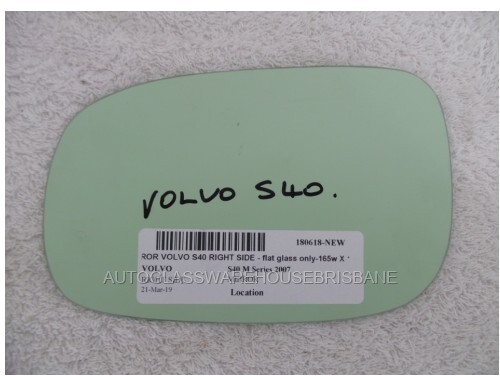 VOLVO S40.
180618-NEW
ROR VOLVO S40 RIGHT SIDE - flat glass only-165w X
VOLVO S40 M Series 2007
AUTOGLASSWAREHOUSEBRISBANE
21-Mar-19 Location